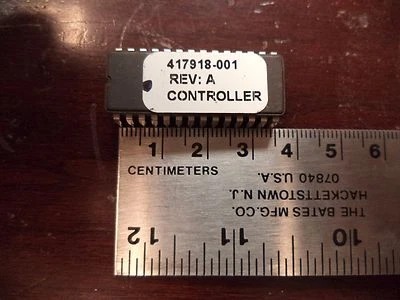 417918-001
REV: A
CONTROLLER
1 2 3 4 5 6
CENTIMETERS
THE BATES MFG.CO.
HACKETTSTOWN N.J.
07840 U.S.A.
12 11 10